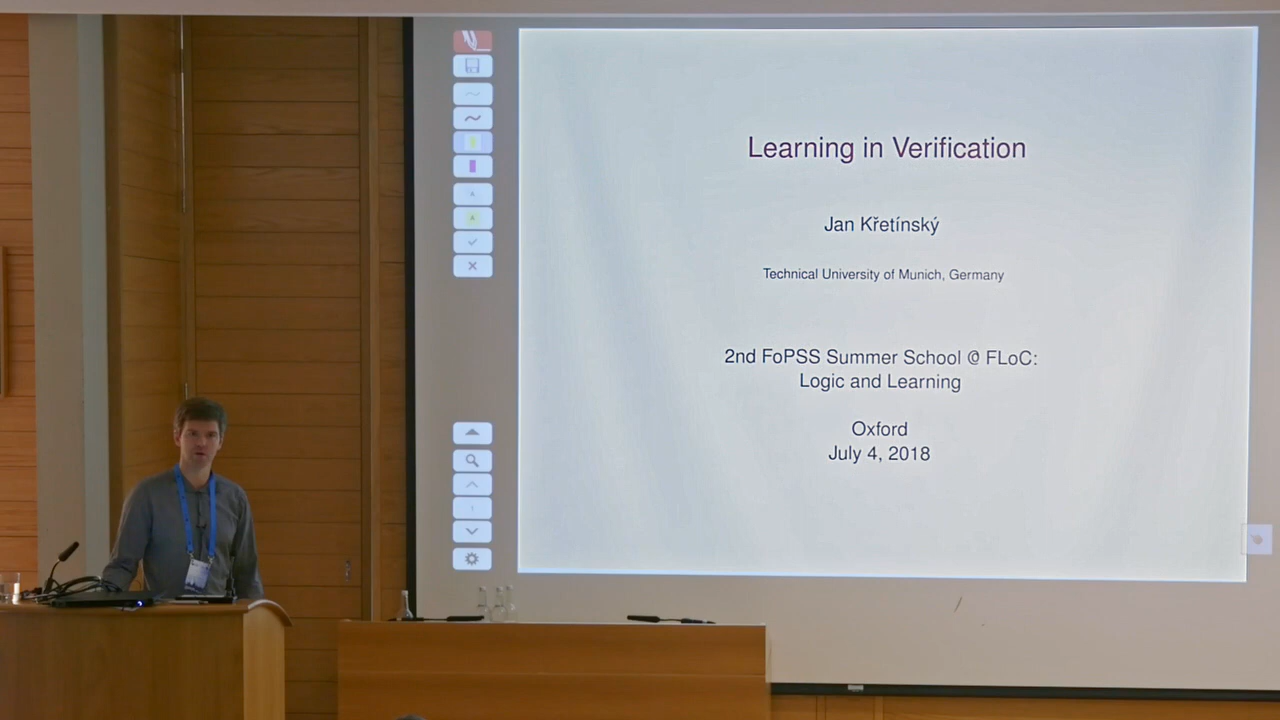 Learning in Verification
Jan Křetínský
Technical University of Munich, Germany
2nd FoPSS Summer School @ FLoC:
Logic and Learning
Oxford
July 4, 2018